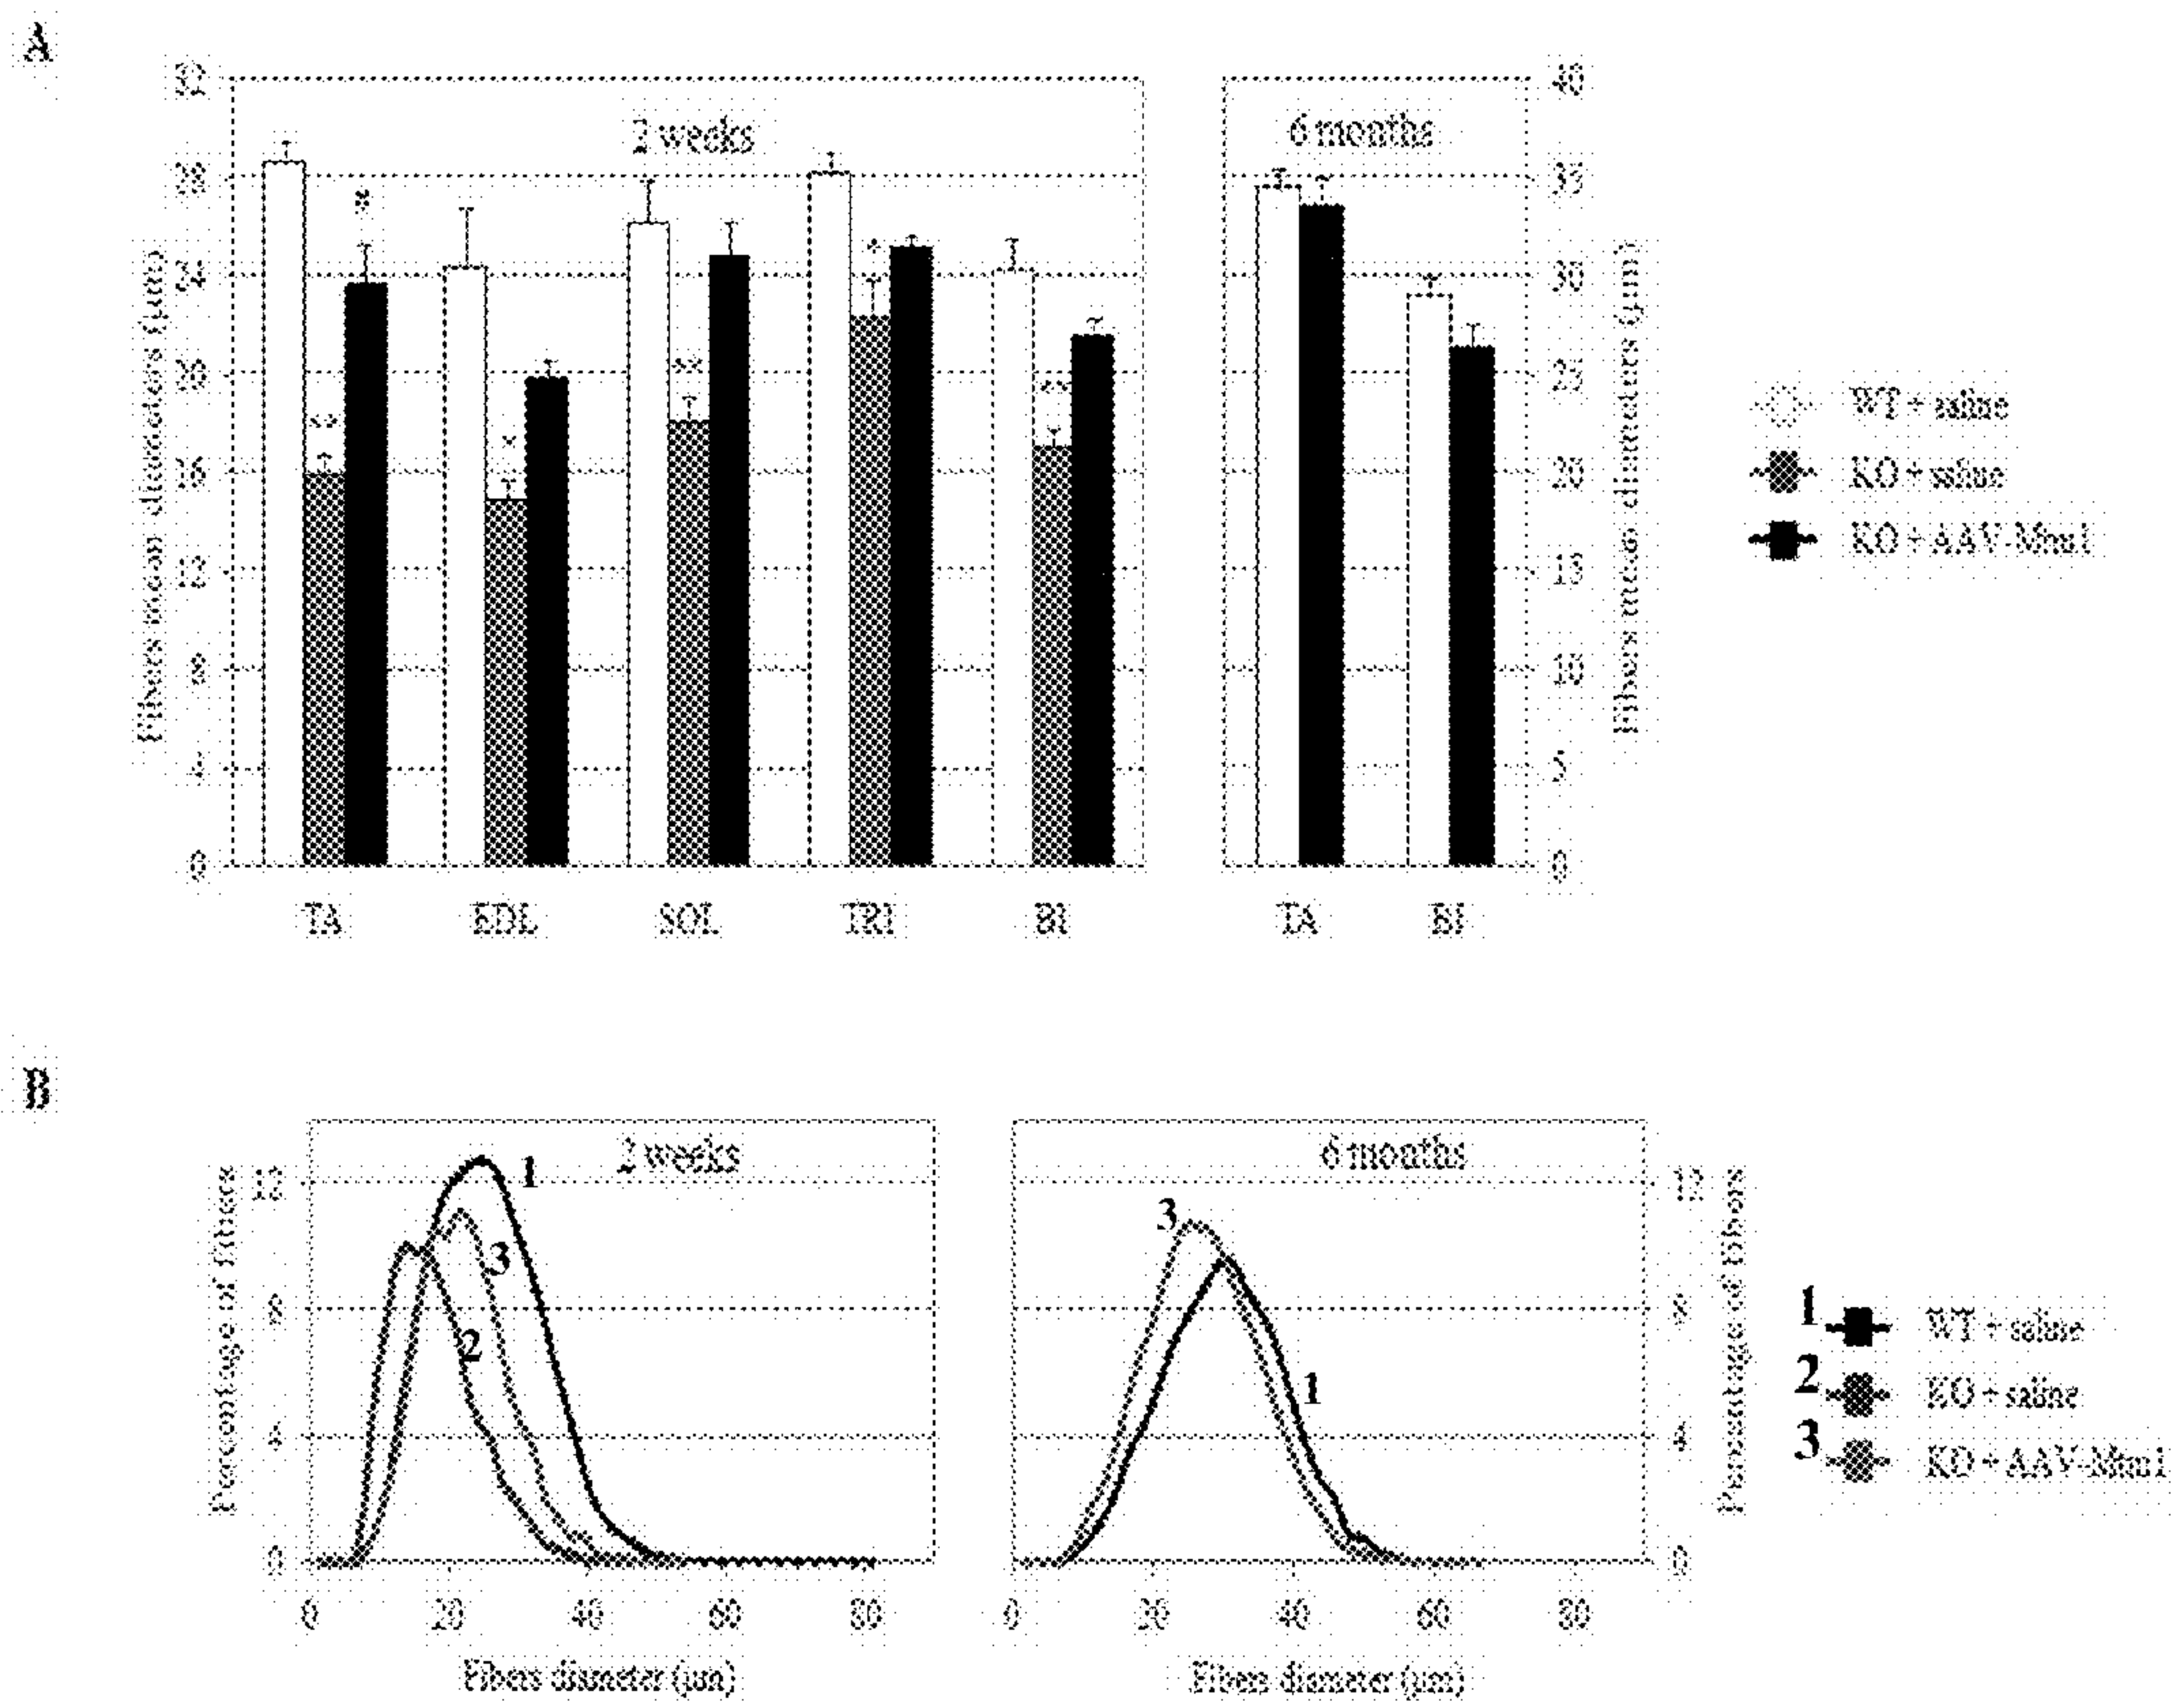 A
2 weeks
6 months
32
28
24
20
16
12
8
4
0
40
35
30
25
20
15
10
5
0
Fibers mean diameters (µm)
Fibers mean diameters (µm)
**
#
*
**
*
**
TA EDL SOL TRI BI
TA BI
WT + saline
KO + saline
KO + AAV-Mtm1
B
2 weeks
6 months
12
8
4
0
12
8
4
0
Percentage of fibers
Percentage of fibers
1
3
2
3
1
0 20 40 60 80
0 20 40 60 80
Fibers diameter (µm)
Fibers diameter (µm)
1 WT + saline
2 KO + saline
3 KO + AAV-Mtm1